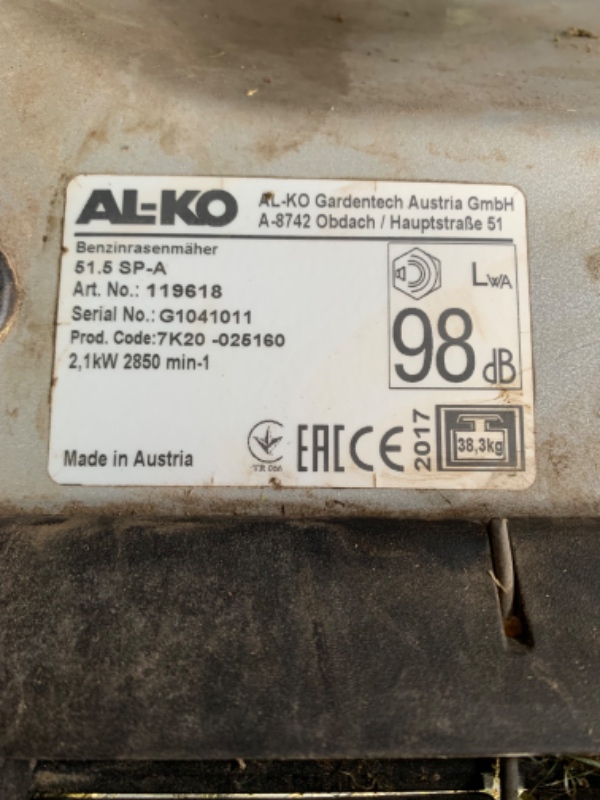 AL-KO
AL-KO Gardentech Austria GmbH
A-8742 Obdach / Hauptstraße 51
Benzinrasenmäher
51.5 SP-A
Art. No.: 119618
Serial No.: G1041011
Prod. Code:7K20 -025160
2,1kW 2850 min-1
LWA
98 dB
Made in Austria
TR 066
EAC CE
2017
38,3kg